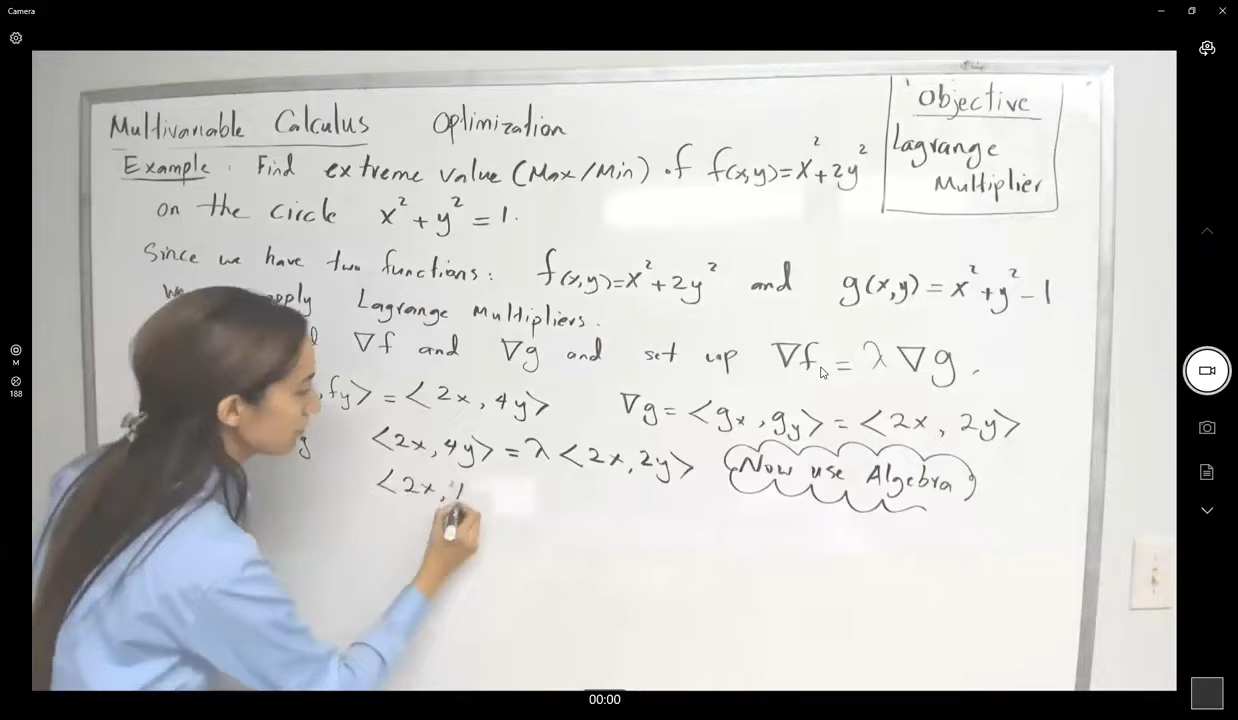 Camera
Multivariable Calculus Optimization
Objective
Lagrange
Multiplier
Example: Find extreme value (Max/Min) of f(x,y)=x²+2y²
on the circle x²+y²=1.
Since we have two functions: f(x,y)=x²+2y² and g(x,y)=x²+y²-1
We apply Lagrange Multipliers.
∇f and ∇g and set up ∇f=λ∇g.
,fy>=<2x,4y> ∇g=<gx,gy>=<2x,2y>
<2x,4y>=λ<2x,2y> (Now use Algebra)
<2x,
M
188
00:00